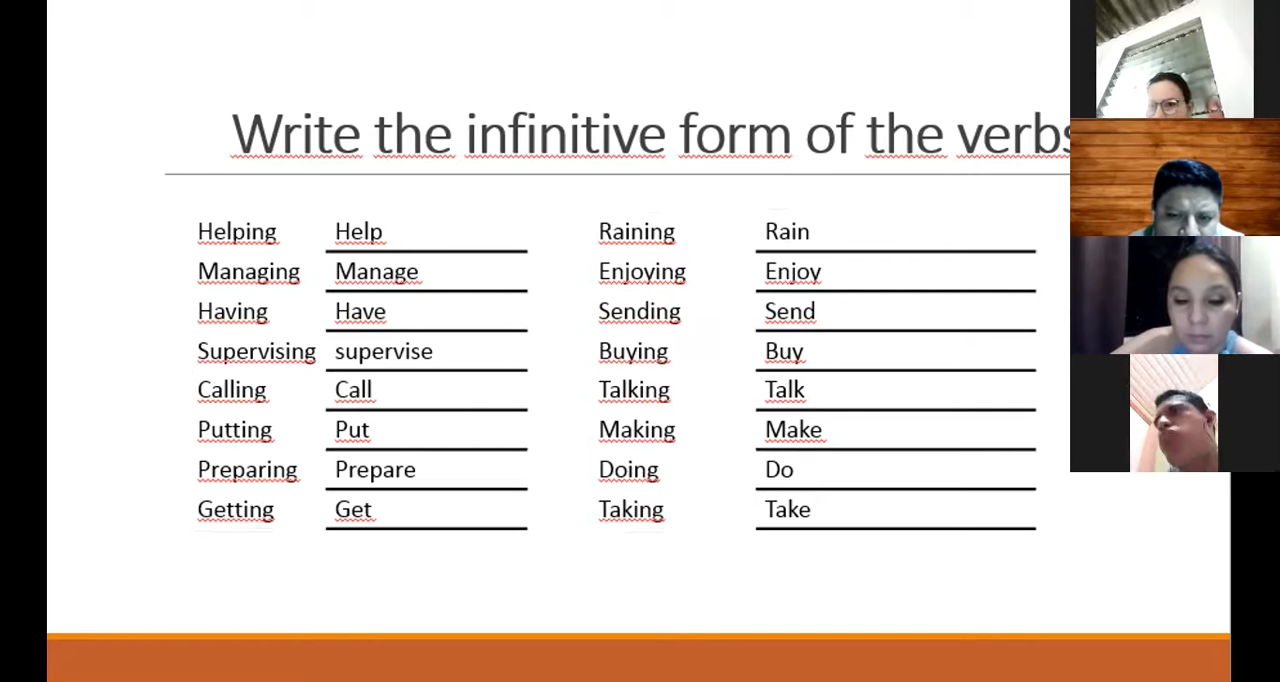 Write the infinitive form of the verbs
Helping Help Raining Rain
Managing Manage Enjoying Enjoy
Having Have Sending Send
Supervising supervise Buying Buy
Calling Call Talking Talk
Putting Put Making Make
Preparing Prepare Doing Do
Getting Get Taking Take